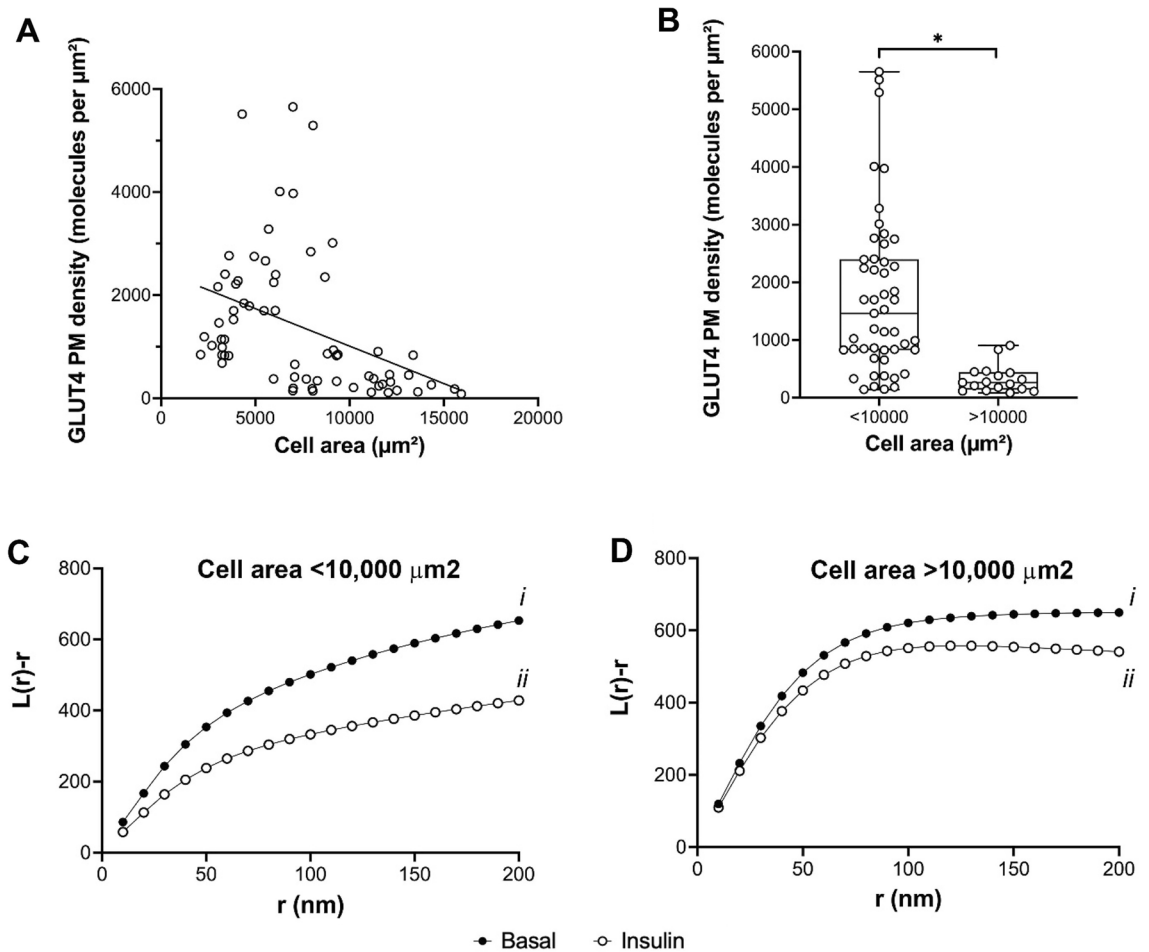 A
GLUT4 PM density (molecules per µm²)
6000
4000
2000
0
0 5000 10000 15000 20000
Cell area (µm²)
B
GLUT4 PM density (molecules per µm²)
*
6000
5000
4000
3000
2000
1000
0
<10000 >10000
Cell area (µm²)
C
Cell area <10,000 µm2
L(r)-r
800
600
400
200
0
i
ii
0 50 100 150 200
r (nm)
D
Cell area >10,000 µm2
L(r)-r
800
600
400
200
0
i
ii
0 50 100 150 200
r (nm)
Basal Insulin